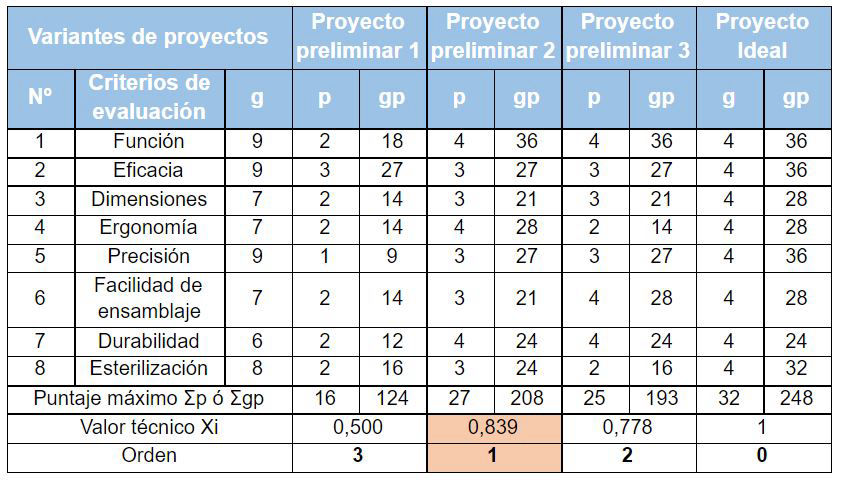 Variantes de proyectos Proyecto preliminar 1 Proyecto preliminar 2 Proyecto preliminar 3 Proyecto Ideal
Nº Criterios de evaluación g p gp p gp p gp g gp
1 Función 9 2 18 4 36 4 36 4 36
2 Eficacia 9 3 27 3 27 3 27 4 36
3 Dimensiones 7 2 14 3 21 3 21 4 28
4 Ergonomía 7 2 14 4 28 2 14 4 28
5 Precisión 9 1 9 3 27 3 27 4 36
6 Facilidad de ensamblaje 7 2 14 3 21 4 28 4 28
7 Durabilidad 6 2 12 4 24 4 24 4 24
8 Esterilización 8 2 16 3 24 2 16 4 32
Puntaje máximo Σp ó Σgp 16 124 27 208 25 193 32 248
Valor técnico Xi 0,500 0,839 0,778 1
Orden 3 1 2 0